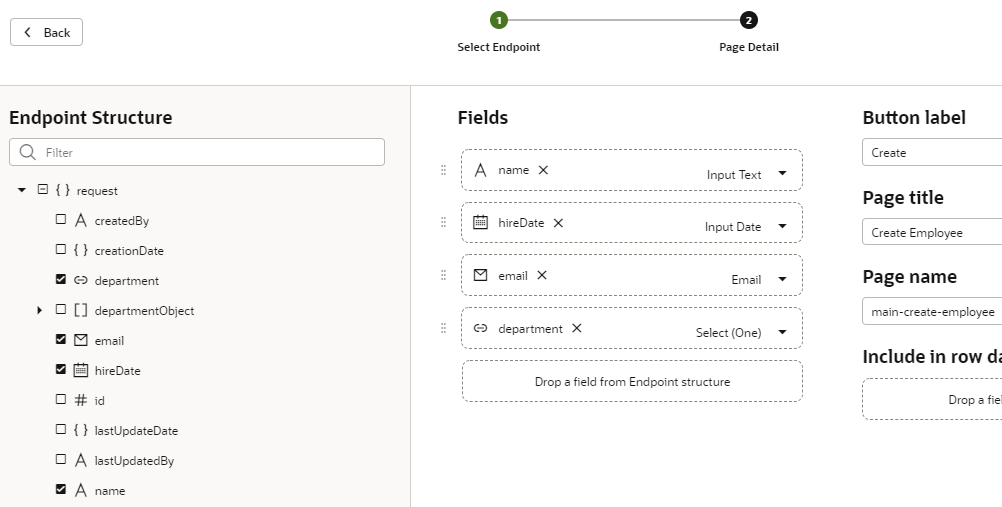 Back
1
2
Select Endpoint
Page Detail
Endpoint Structure
Filter
{ } request
A createdBy
{ } creationDate
department
[ ] departmentObject
email
hireDate
# id
{ } lastUpdateDate
A lastUpdatedBy
A name
Fields
A name × Input Text
hireDate × Input Date
email × Email
department × Select (One)
Drop a field from Endpoint structure
Button label
Create
Page title
Create Employee
Page name
main-create-employee
Include in row da
Drop a fiel